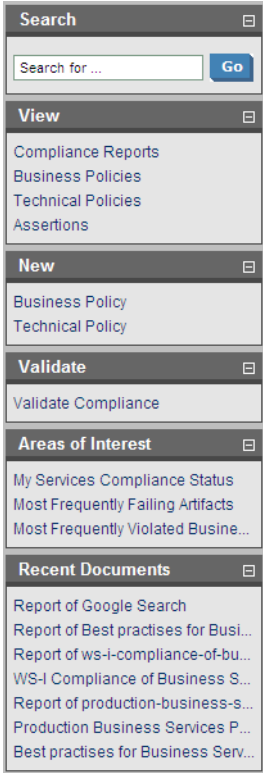 Search
Search for ...
Go
View
Compliance Reports
Business Policies
Technical Policies
Assertions
New
Business Policy
Technical Policy
Validate
Validate Compliance
Areas of Interest
My Services Compliance Status
Most Frequently Failing Artifacts
Most Frequently Violated Busine...
Recent Documents
Report of Google Search
Report of Best practises for Busi...
Report of ws-i-compliance-of-bu...
WS-I Compliance of Business S...
Report of production-business-s...
Production Business Services P...
Best practises for Business Serv...